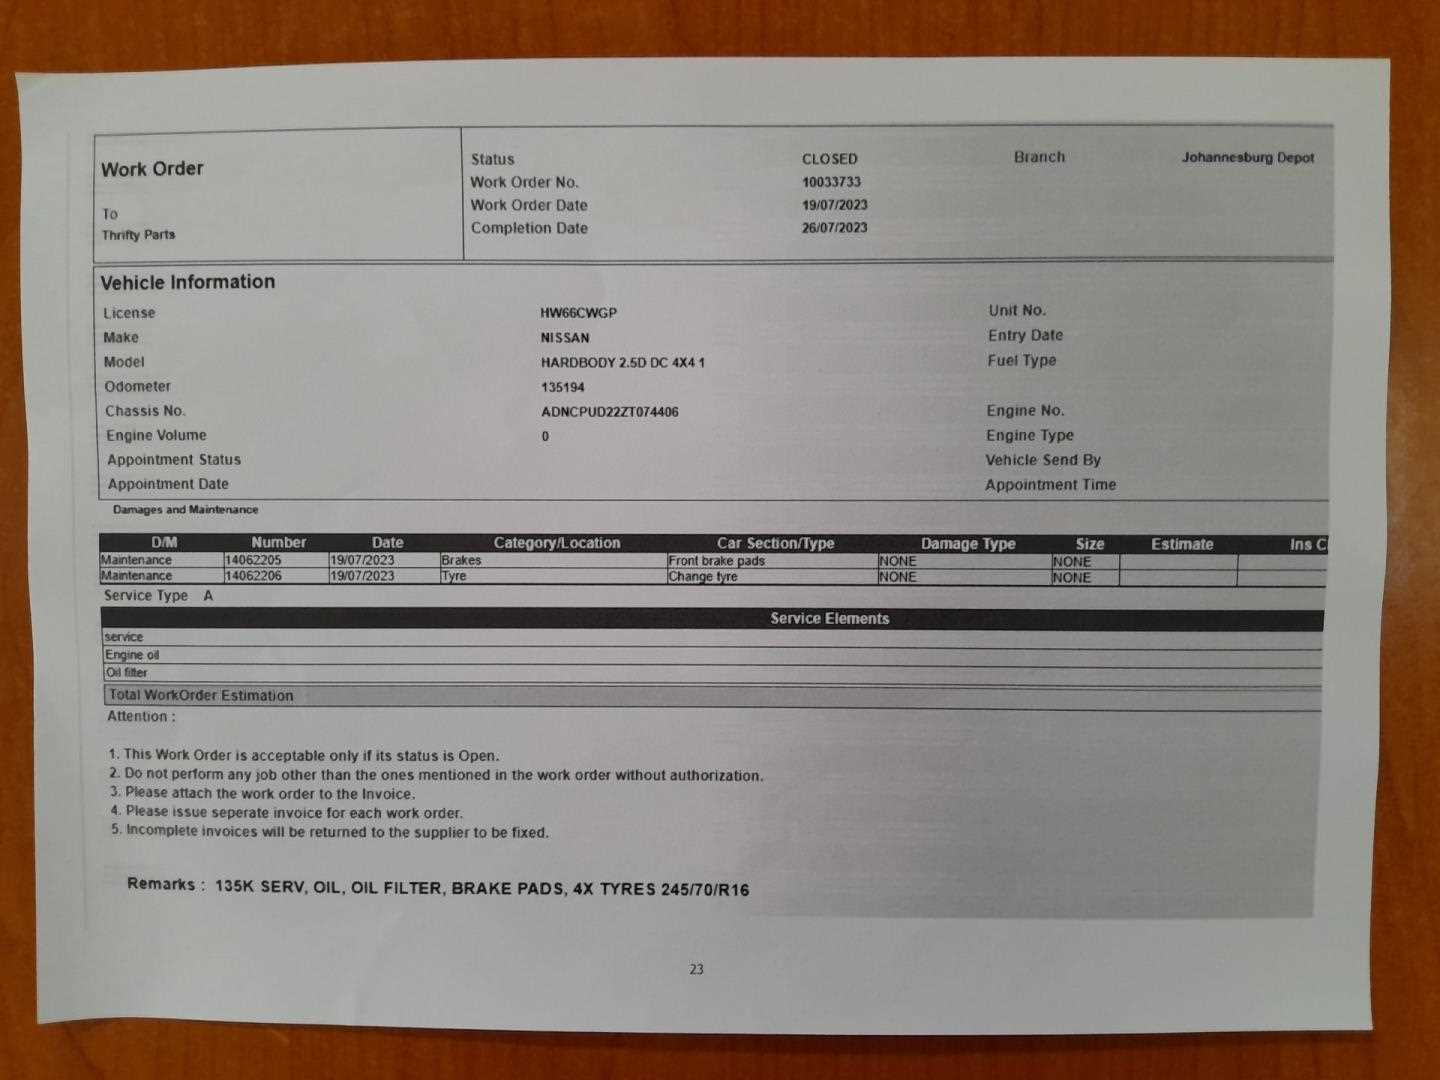 Work Order
To
Thrifty Parts
Status CLOSED Branch Johannesburg Depot
Work Order No. 10033733
Work Order Date 19/07/2023
Completion Date 26/07/2023
Vehicle Information
License HW66CWGP Unit No.
Make NISSAN Entry Date
Model HARDBODY 2.5D DC 4X4 1 Fuel Type
Odometer 135194
Chassis No. ADNCPUD22ZT074406 Engine No.
Engine Volume 0 Engine Type
Appointment Status Vehicle Send By
Appointment Date Appointment Time
Damages and Maintenance
D/M Number Date Category/Location Car Section/Type Damage Type Size Estimate Ins C
Maintenance 14062205 19/07/2023 Brakes Front brake pads NONE NONE
Maintenance 14062206 19/07/2023 Tyre Change tyre NONE NONE
Service Type A
Service Elements
service
Engine oil
Oil filter
Total WorkOrder Estimation
Attention :
1. This Work Order is acceptable only if its status is Open.
2. Do not perform any job other than the ones mentioned in the work order without authorization.
3. Please attach the work order to the Invoice.
4. Please issue seperate invoice for each work order.
5. Incomplete invoices will be returned to the supplier to be fixed.
Remarks : 135K SERV, OIL, OIL FILTER, BRAKE PADS, 4X TYRES 245/70/R16
23